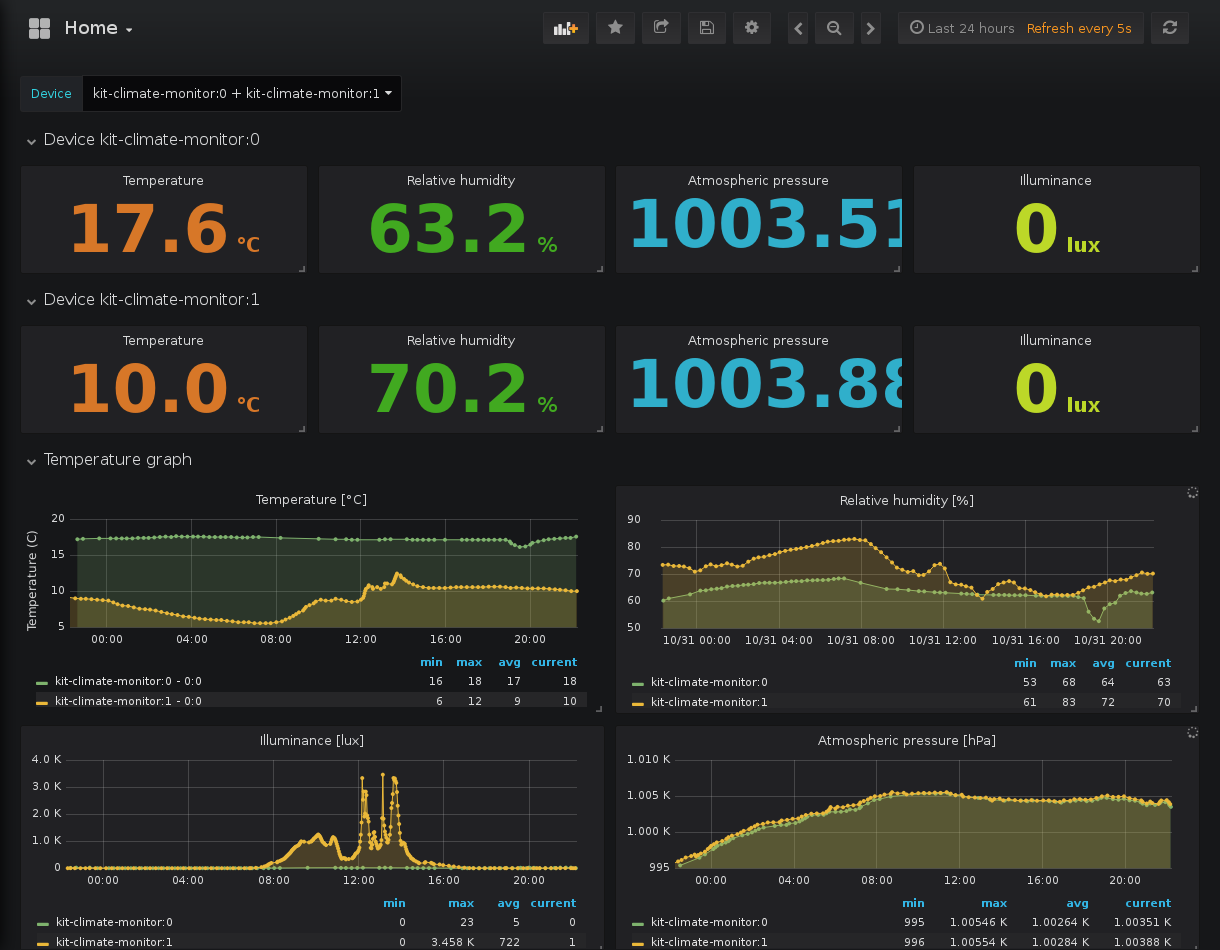 Home
Last 24 hours Refresh every 5s
Device kit-climate-monitor:0 + kit-climate-monitor:1
Device kit-climate-monitor:0
Temperature Relative humidity Atmospheric pressure Illuminance
17.6 °C 63.2 % 1003.51 0 lux
Device kit-climate-monitor:1
Temperature Relative humidity Atmospheric pressure Illuminance
10.0 °C 70.2 % 1003.88 0 lux
Temperature graph
Temperature [°C]
Temperature (C)
20
15
10
5
00:00 04:00 08:00 12:00 16:00 20:00
min max avg current
kit-climate-monitor:0 - 0:0 16 18 17 18
kit-climate-monitor:1 - 0:0 6 12 9 10
Relative humidity [%]
90
80
70
60
50
10/31 00:00 10/31 04:00 10/31 08:00 10/31 12:00 10/31 16:00 10/31 20:00
min max avg current
kit-climate-monitor:0 53 68 64 63
kit-climate-monitor:1 61 83 72 70
Illuminance [lux]
4.0 K
3.0 K
2.0 K
1.0 K
0
00:00 04:00 08:00 12:00 16:00 20:00
min max avg current
kit-climate-monitor:0 0 23 5 0
kit-climate-monitor:1 0 3.458 K 722 1
Atmospheric pressure [hPa]
1.010 K
1.005 K
1.000 K
995
00:00 04:00 08:00 12:00 16:00 20:00
min max avg current
kit-climate-monitor:0 995 1.00546 K 1.00264 K 1.00351 K
kit-climate-monitor:1 996 1.00554 K 1.00284 K 1.00388 K